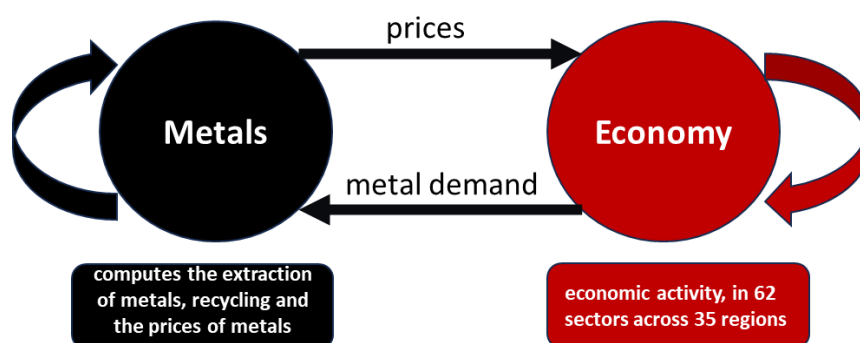 prices
Metals
Economy
metal demand
computes the extraction
of metals, recycling and
the prices of metals
economic activity, in 62
sectors across 35 regions